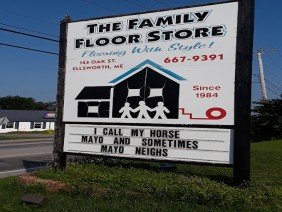 THE FAMILY
FLOOR STORE
Flooring With Style!
143 OAK ST.
ELLSWORTH, ME
667-9391
Since
1984
I CALL MY HORSE
MAYO AND SOMETIMES
MAYO NEIGHS